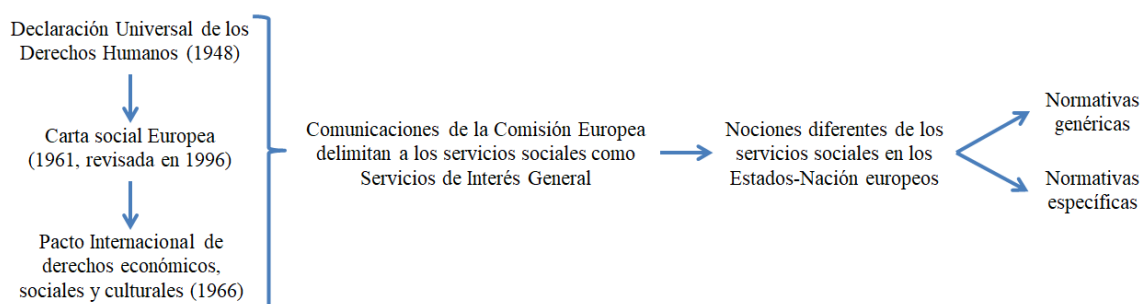 Declaración Universal de los
Derechos Humanos (1948)
Carta social Europea
(1961, revisada en 1996)
Pacto Internacional de
derechos económicos,
sociales y culturales (1966)
Comunicaciones de la Comisión Europea
delimitan a los servicios sociales como
Servicios de Interés General
Nociones diferentes de los
servicios sociales en los
Estados-Nación europeos
Normativas
genéricas
Normativas
específicas